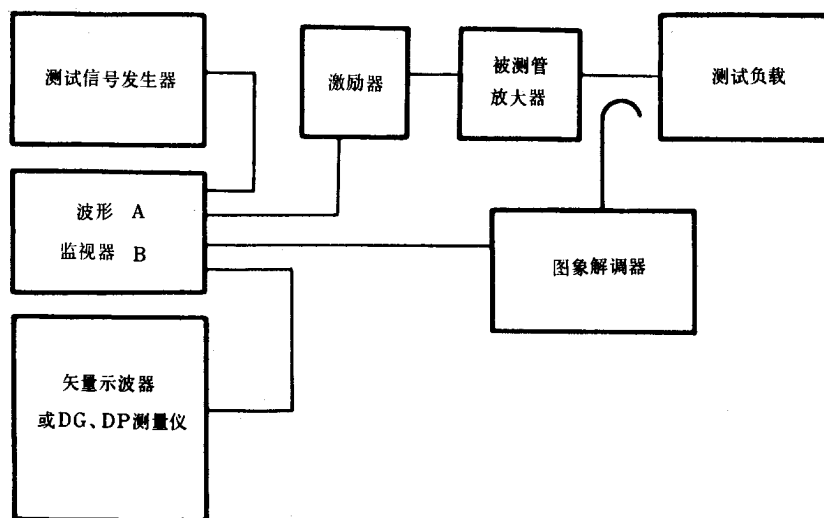 测试信号发生器
激励器
被测管
放大器
测试负载
波形 A
监视器 B
图象解调器
矢量示波器
或DG、DP测量仪